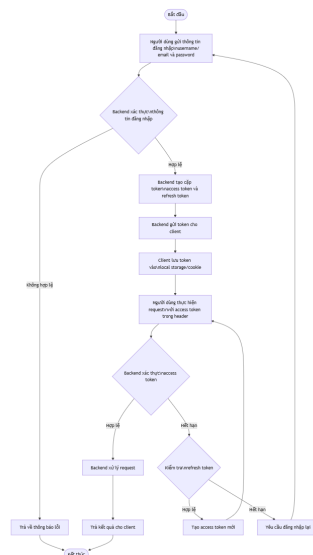 Bắt đầu
Người dùng gửi thông tin
đăng nhập\nusername/
email và password
Backend xác thực\nthông
tin đăng nhập
Hợp lệ
Backend tạo cặp
token\naccess token và
refresh token
Backend gửi token cho
client
Client lưu token
vào\nlocal storage/cookie
Không hợp lệ
Người dùng thực hiện
request\nvới access token
trong header
Backend xác thực\naccess
token
Hợp lệ
Hết hạn
Backend xử lý request
Kiểm tra\nrefresh token
Hợp lệ
Hết hạn
Trả về thông báo lỗi
Trả kết quả cho client
Tạo access token mới
Yêu cầu đăng nhập lại
Kết thúc